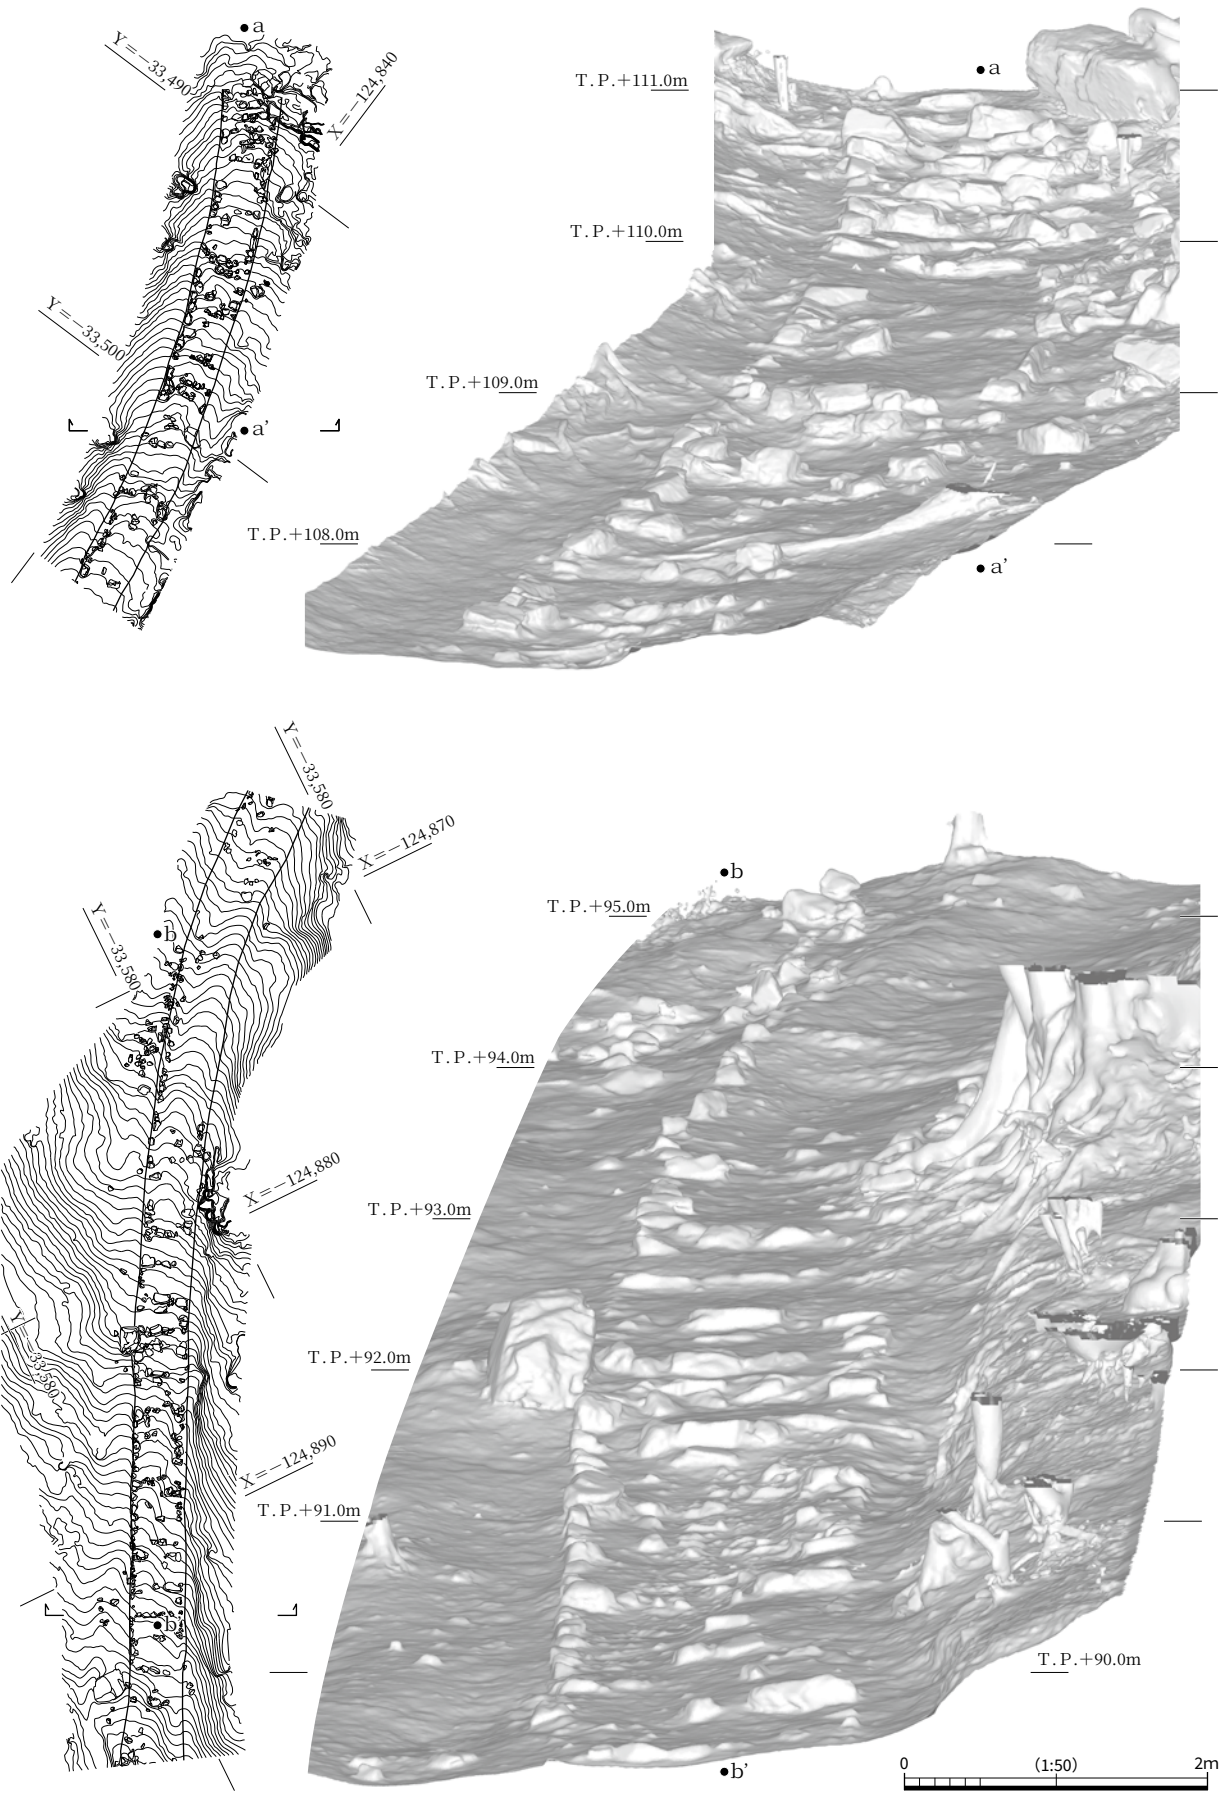 a
Y=−33,490
X=−124,840
a
T.P.+111.0m
T.P.+110.0m
Y=−33,500
T.P.+109.0m
a’
T.P.+108.0m
a’
Y=−33,580
X=−124,870
b
T.P.+95.0m
Y=−33,580
b
T.P.+94.0m
X=−124,880
T.P.+93.0m
Y=−33,580
T.P.+92.0m
X=−124,890
T.P.+91.0m
b’
T.P.+90.0m
b’
0 (1:50) 2m